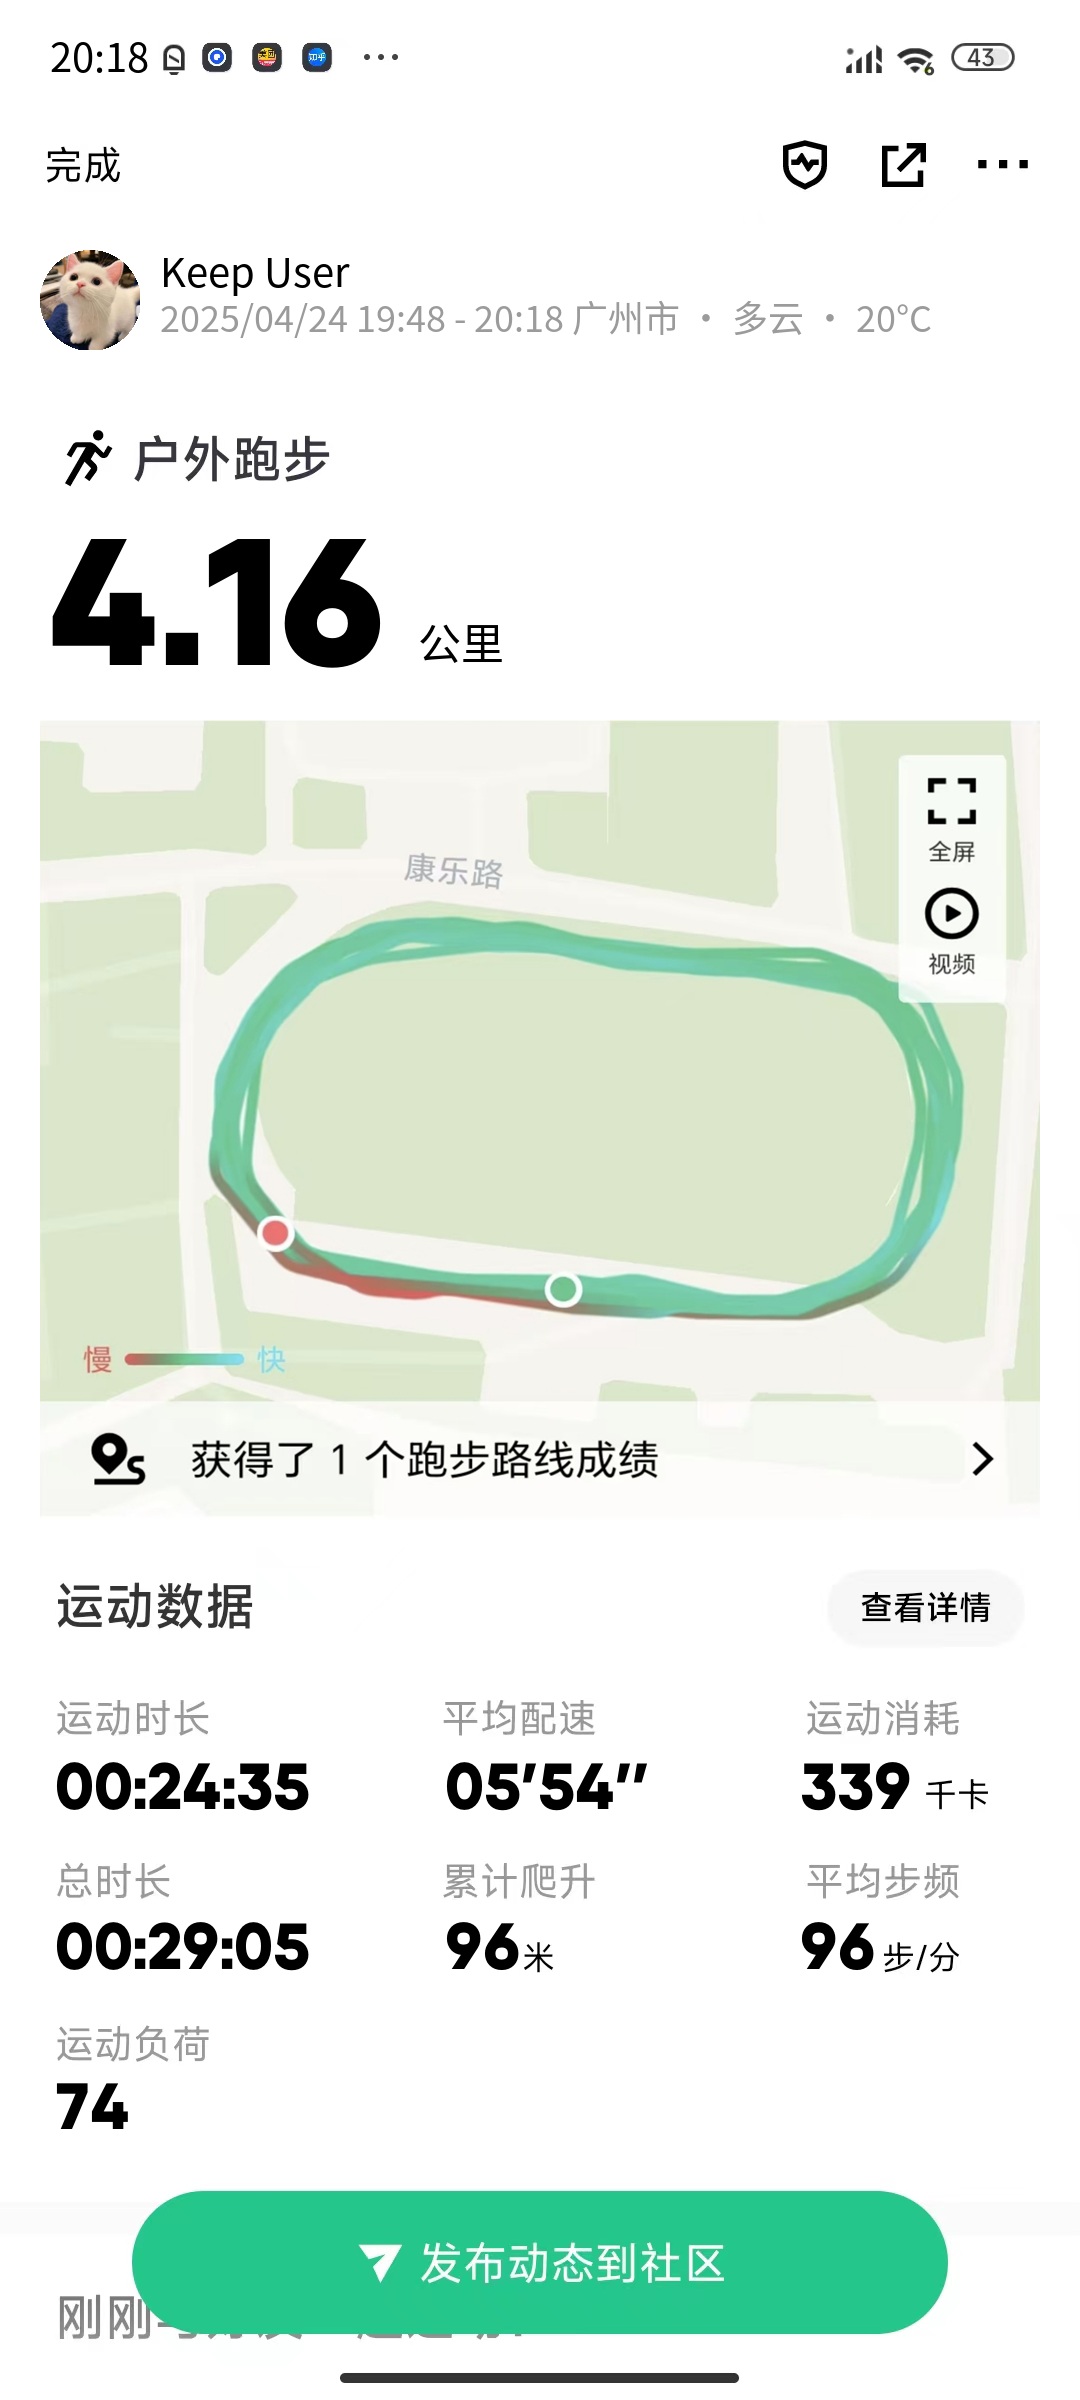 20:18
43
完成
Keep User
2025/04/24 19:48 - 20:18 广州市 · 多云 · 20°C
户外跑步
4.16 公里
全屏
康乐路
视频
慢 快
获得了 1 个跑步路线成绩
运动数据 查看详情
运动时长 平均配速 运动消耗
00:24:35 05'54'' 339 千卡
总时长 累计爬升 平均步频
00:29:05 96米 96 步/分
运动负荷
74
发布动态到社区
刚刚